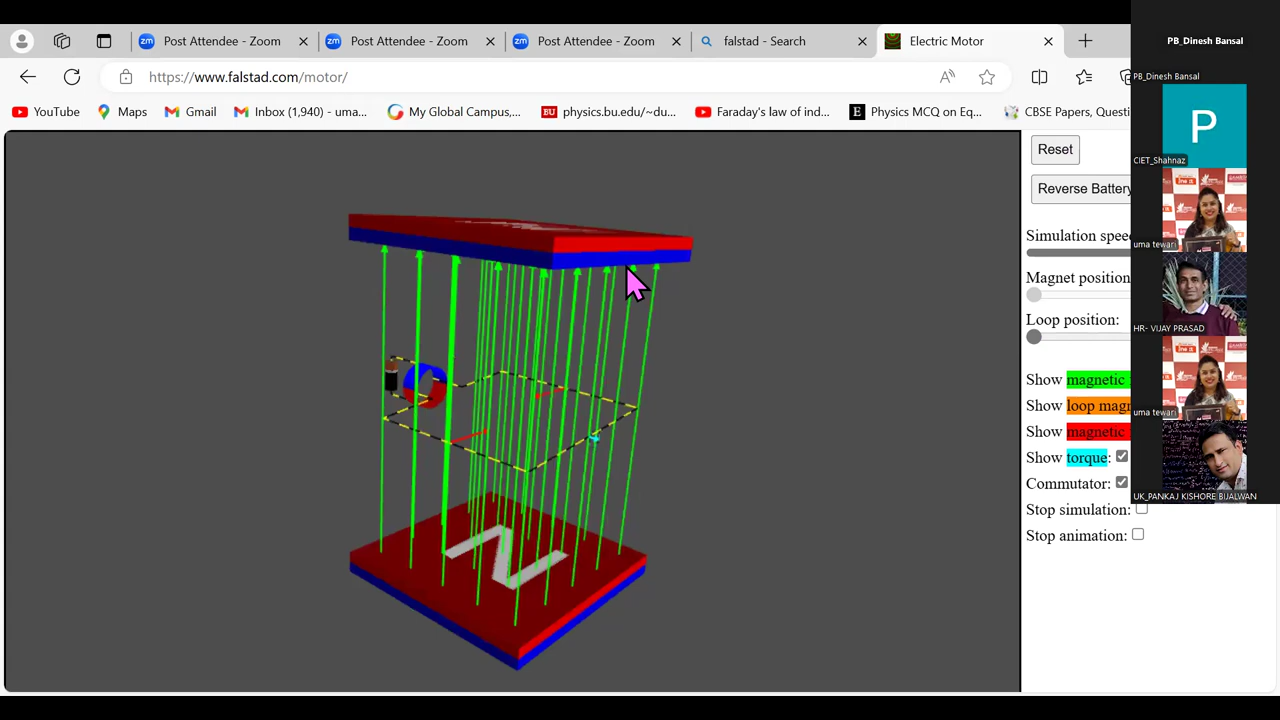 Post Attendee - Zoom
Post Attendee - Zoom
Post Attendee - Zoom
falstad - Search
Electric Motor
https://www.falstad.com/motor/
YouTube
Maps
Gmail
Inbox (1,940) - uma...
My Global Campus,...
physics.bu.edu/~du...
Faraday's law of ind...
Physics MCQ on Eq...
CBSE Papers, Questi
Reset
Reverse Battery
Simulation speed
Magnet position
Loop position:
Show magnetic
Show loop magn
Show magnetic
Show torque:
Commutator:
Stop simulation:
Stop animation:
N
PB_Dinesh Bansal
PB_Dinesh Bansal
P
CIET_Shahnaz
uma tewari
HR- VIJAY PRASAD
uma tewari
UK_PANKAJ KISHORE BIJALWAN